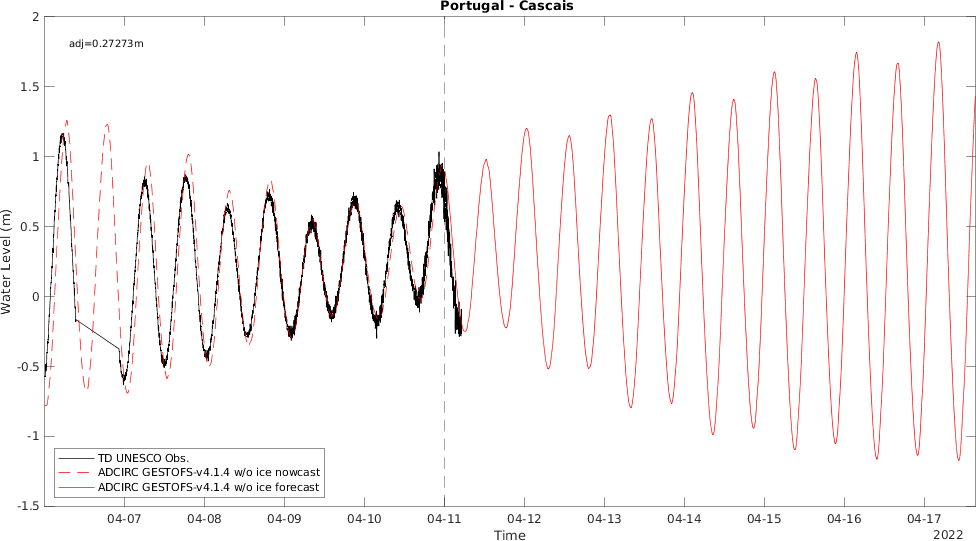 Portugal - Cascais
adj=0.27273m
2
1.5
1
0.5
0
-0.5
-1
-1.5
Water Level (m)
TD UNESCO Obs.
ADCIRC GESTOFS-v4.1.4 w/o ice nowcast
ADCIRC GESTOFS-v4.1.4 w/o ice forecast
04-07 04-08 04-09 04-10 04-11 04-12 04-13 04-14 04-15 04-16 04-17
Time
2022